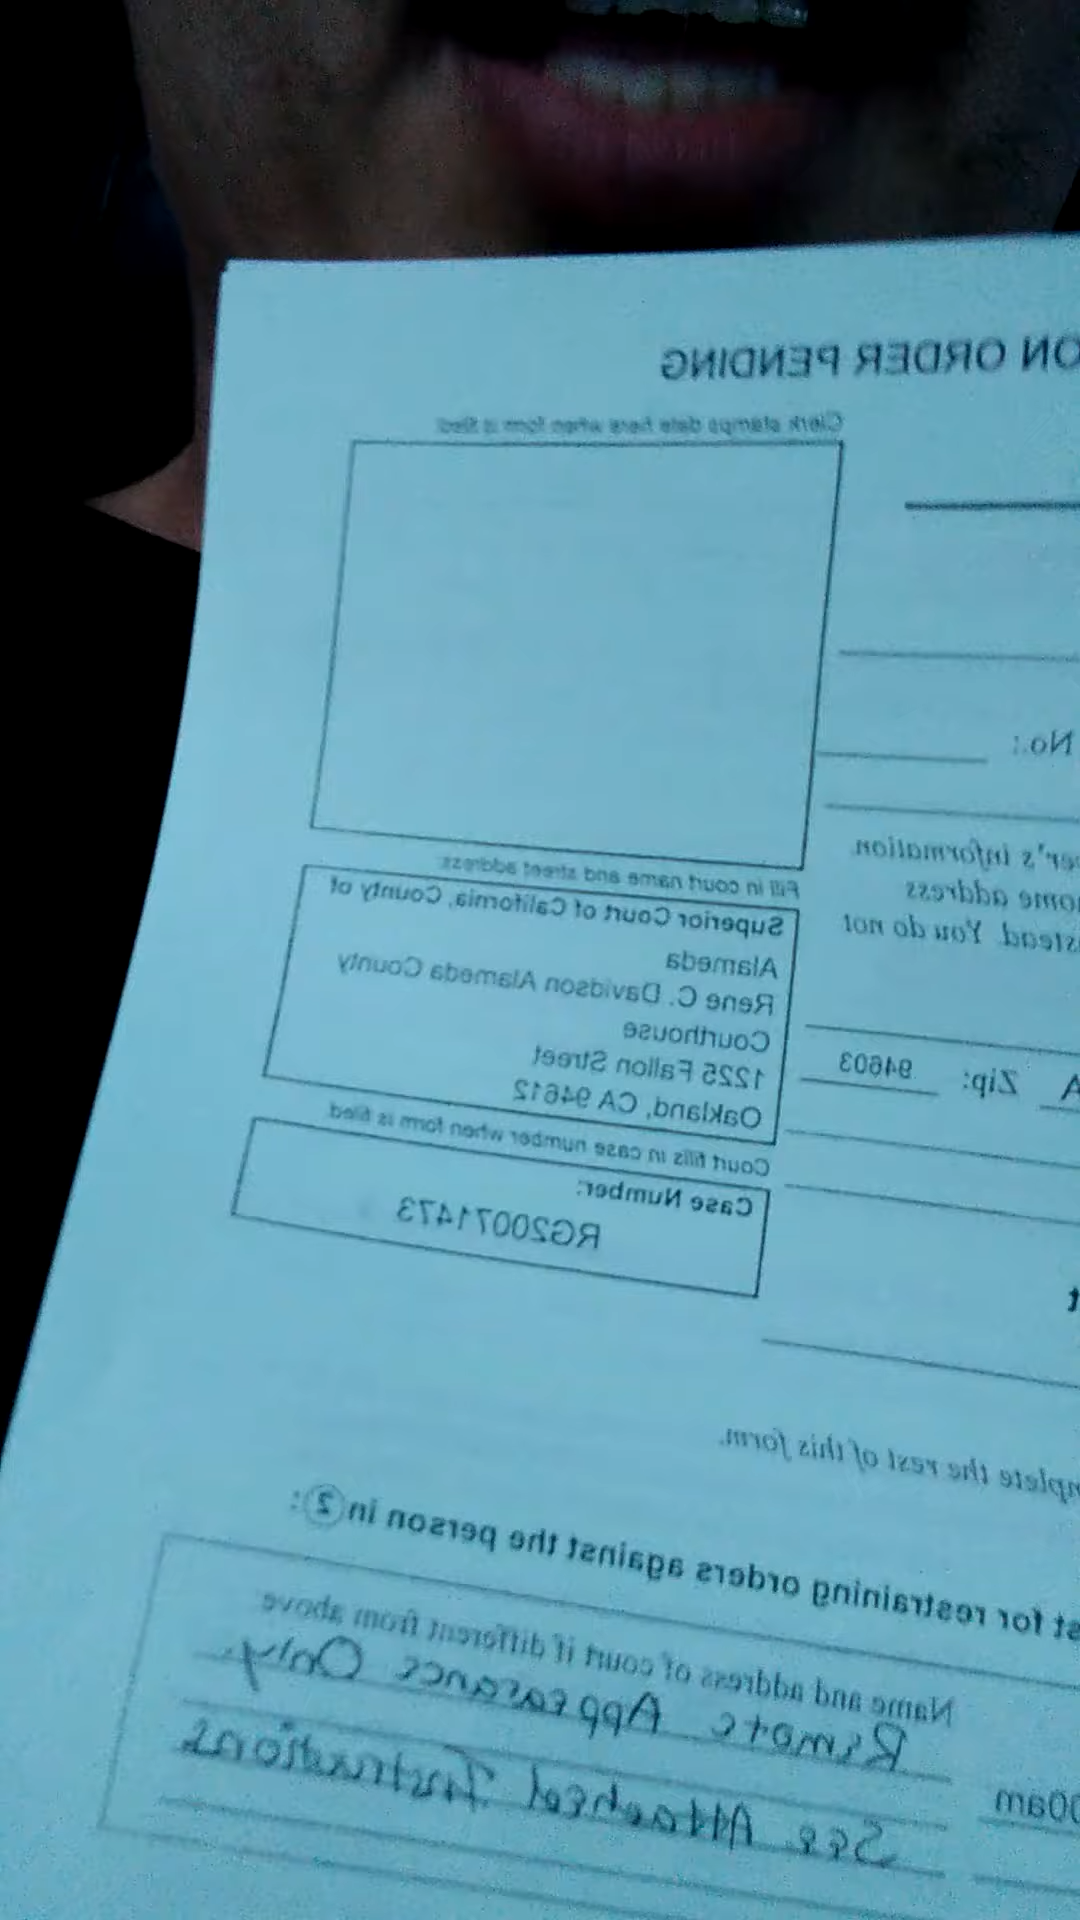 ON ORDER PENDING
Clerk stamps date here when form is filed.
No.:
er's information.
ome address
stead. You do not
Fill in court name and street address:
Superior Court of California, County of
Alameda
Rene C. Davidson Alameda County
Courthouse
1225 Fallon Street
Oakland, CA 94612
A Zip: 94603
Court fills in case number when form is filed.
Case Number:
RG20071473
t
mplete the rest of this form.
st for restraining orders against the person in 2:
Name and address of court if different from above
Remote Appearance Only.
See Attached Instructions
00am